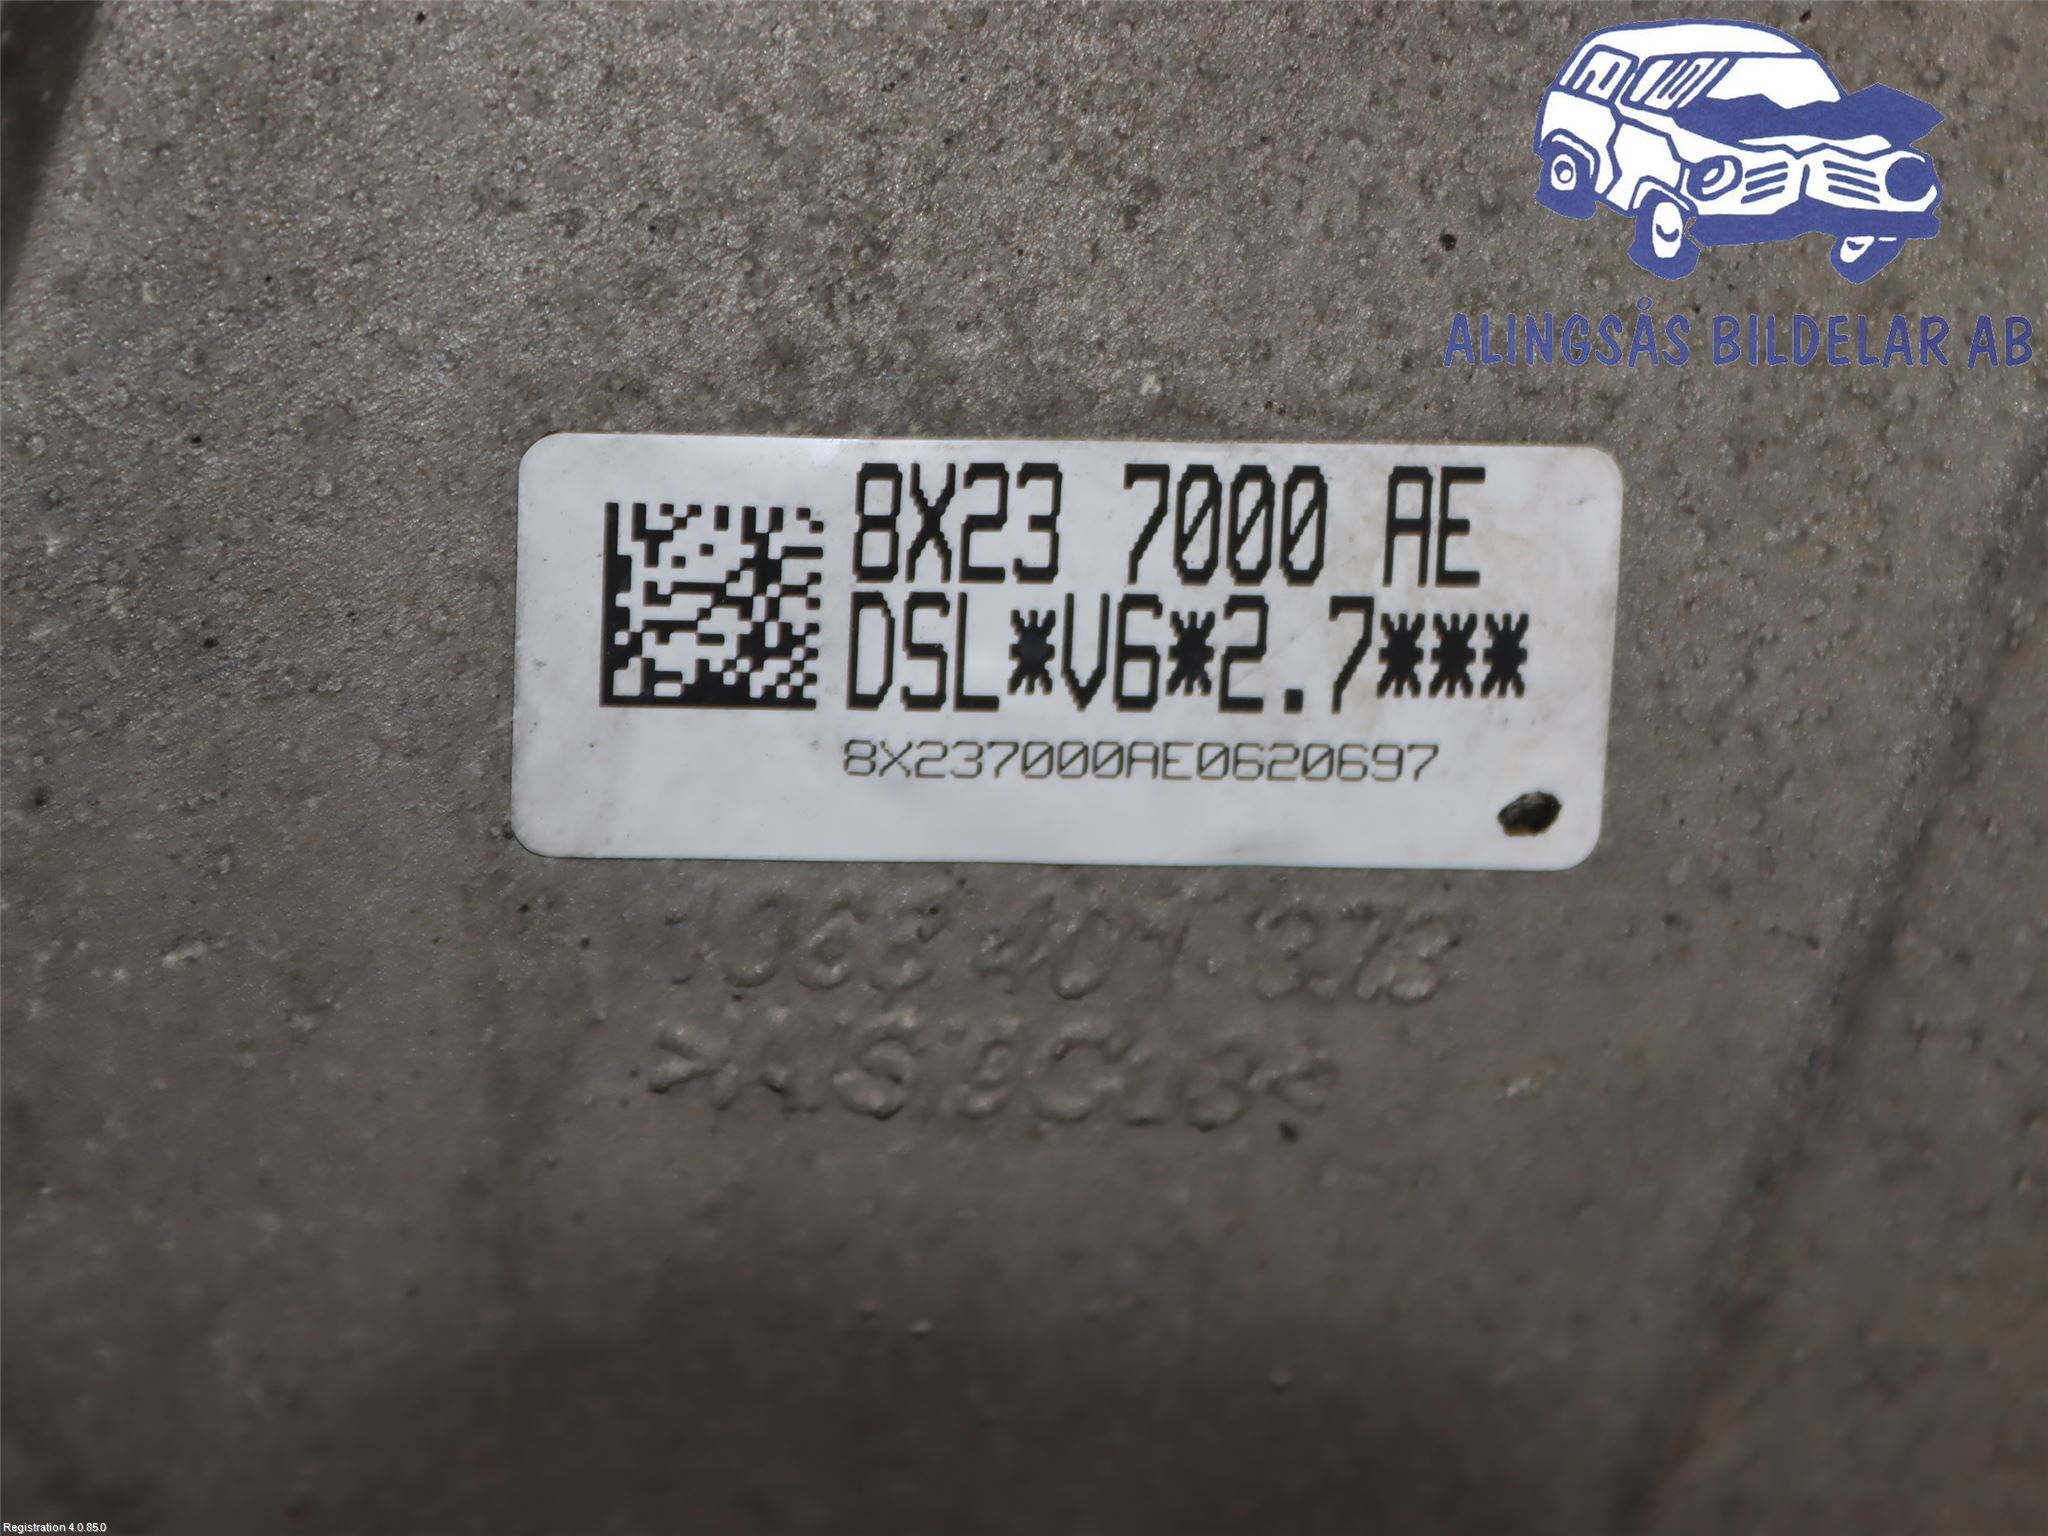 ALINGSÅS BILDELAR AB
8X23 7000 AE
DSL*V6*2.7***
8X237000AE0620697
1068 401 373
Registration 4.0.85.0